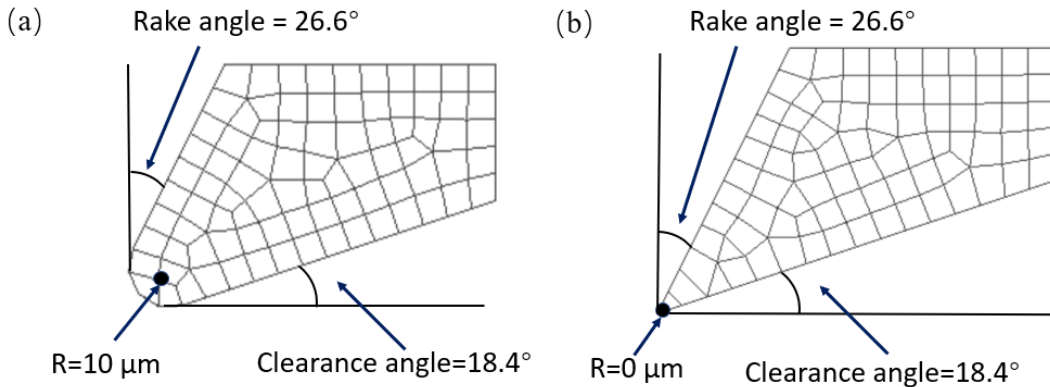 (a)
Rake angle = 26.6°
R=10 μm
Clearance angle=18.4°
(b)
Rake angle = 26.6°
R=0 μm
Clearance angle=18.4°